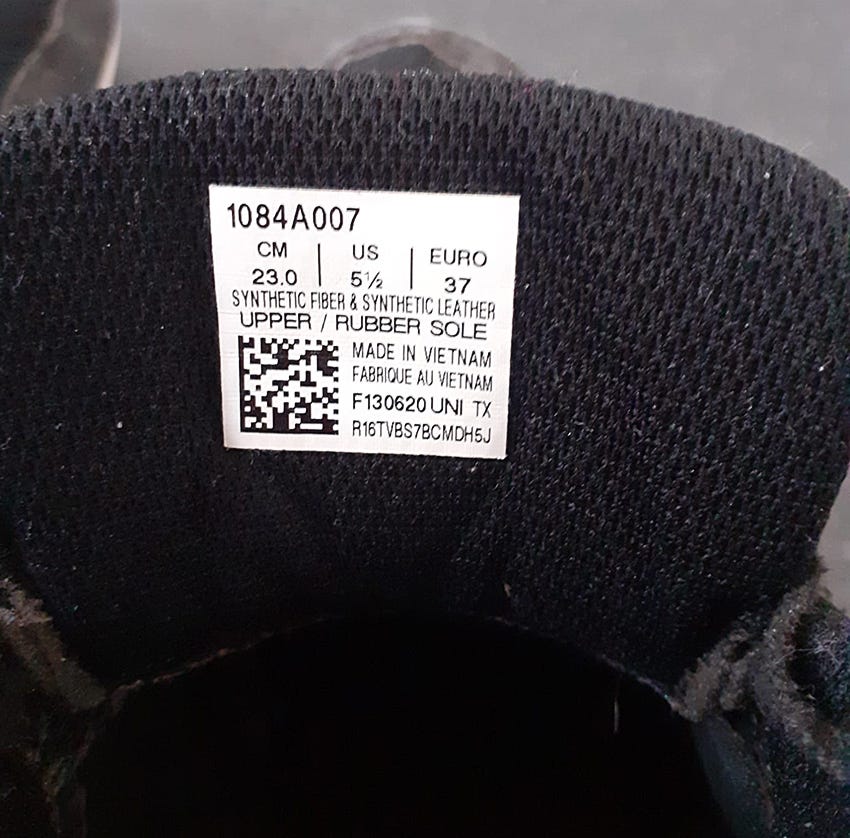 1084A007
CM | US | EURO
23.0 | 5½ | 37
SYNTHETIC FIBER & SYNTHETIC LEATHER
UPPER / RUBBER SOLE
MADE IN VIETNAM
FABRIQUE AU VIETNAM
F130620 UNI TX
R16TVBS7BCMDH5J